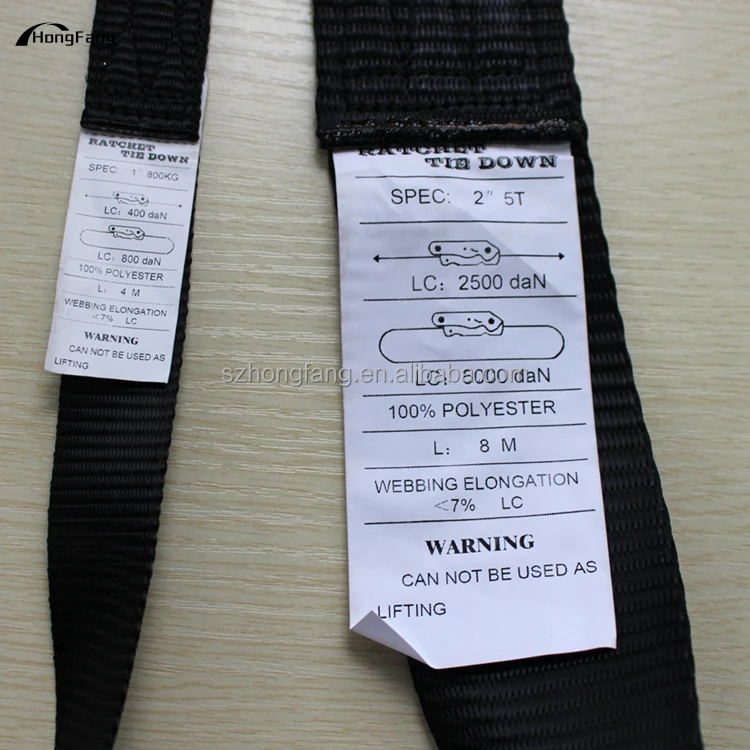 HongFang
RATCHET
TIE DOWN
SPEC: 1" 800KG
LC: 400 daN
LC: 800 daN
100% POLYESTER
L: 4 M
WEBBING ELONGATION
<7% LC
WARNING
CAN NOT BE USED AS
LIFTING
RATCHET
TIE DOWN
SPEC: 2" 5T
LC: 2500 daN
LC: 5000 daN
100% POLYESTER
L: 8 M
WEBBING ELONGATION
<7% LC
WARNING
CAN NOT BE USED AS
LIFTING
szhongfang.en.alibaba.com